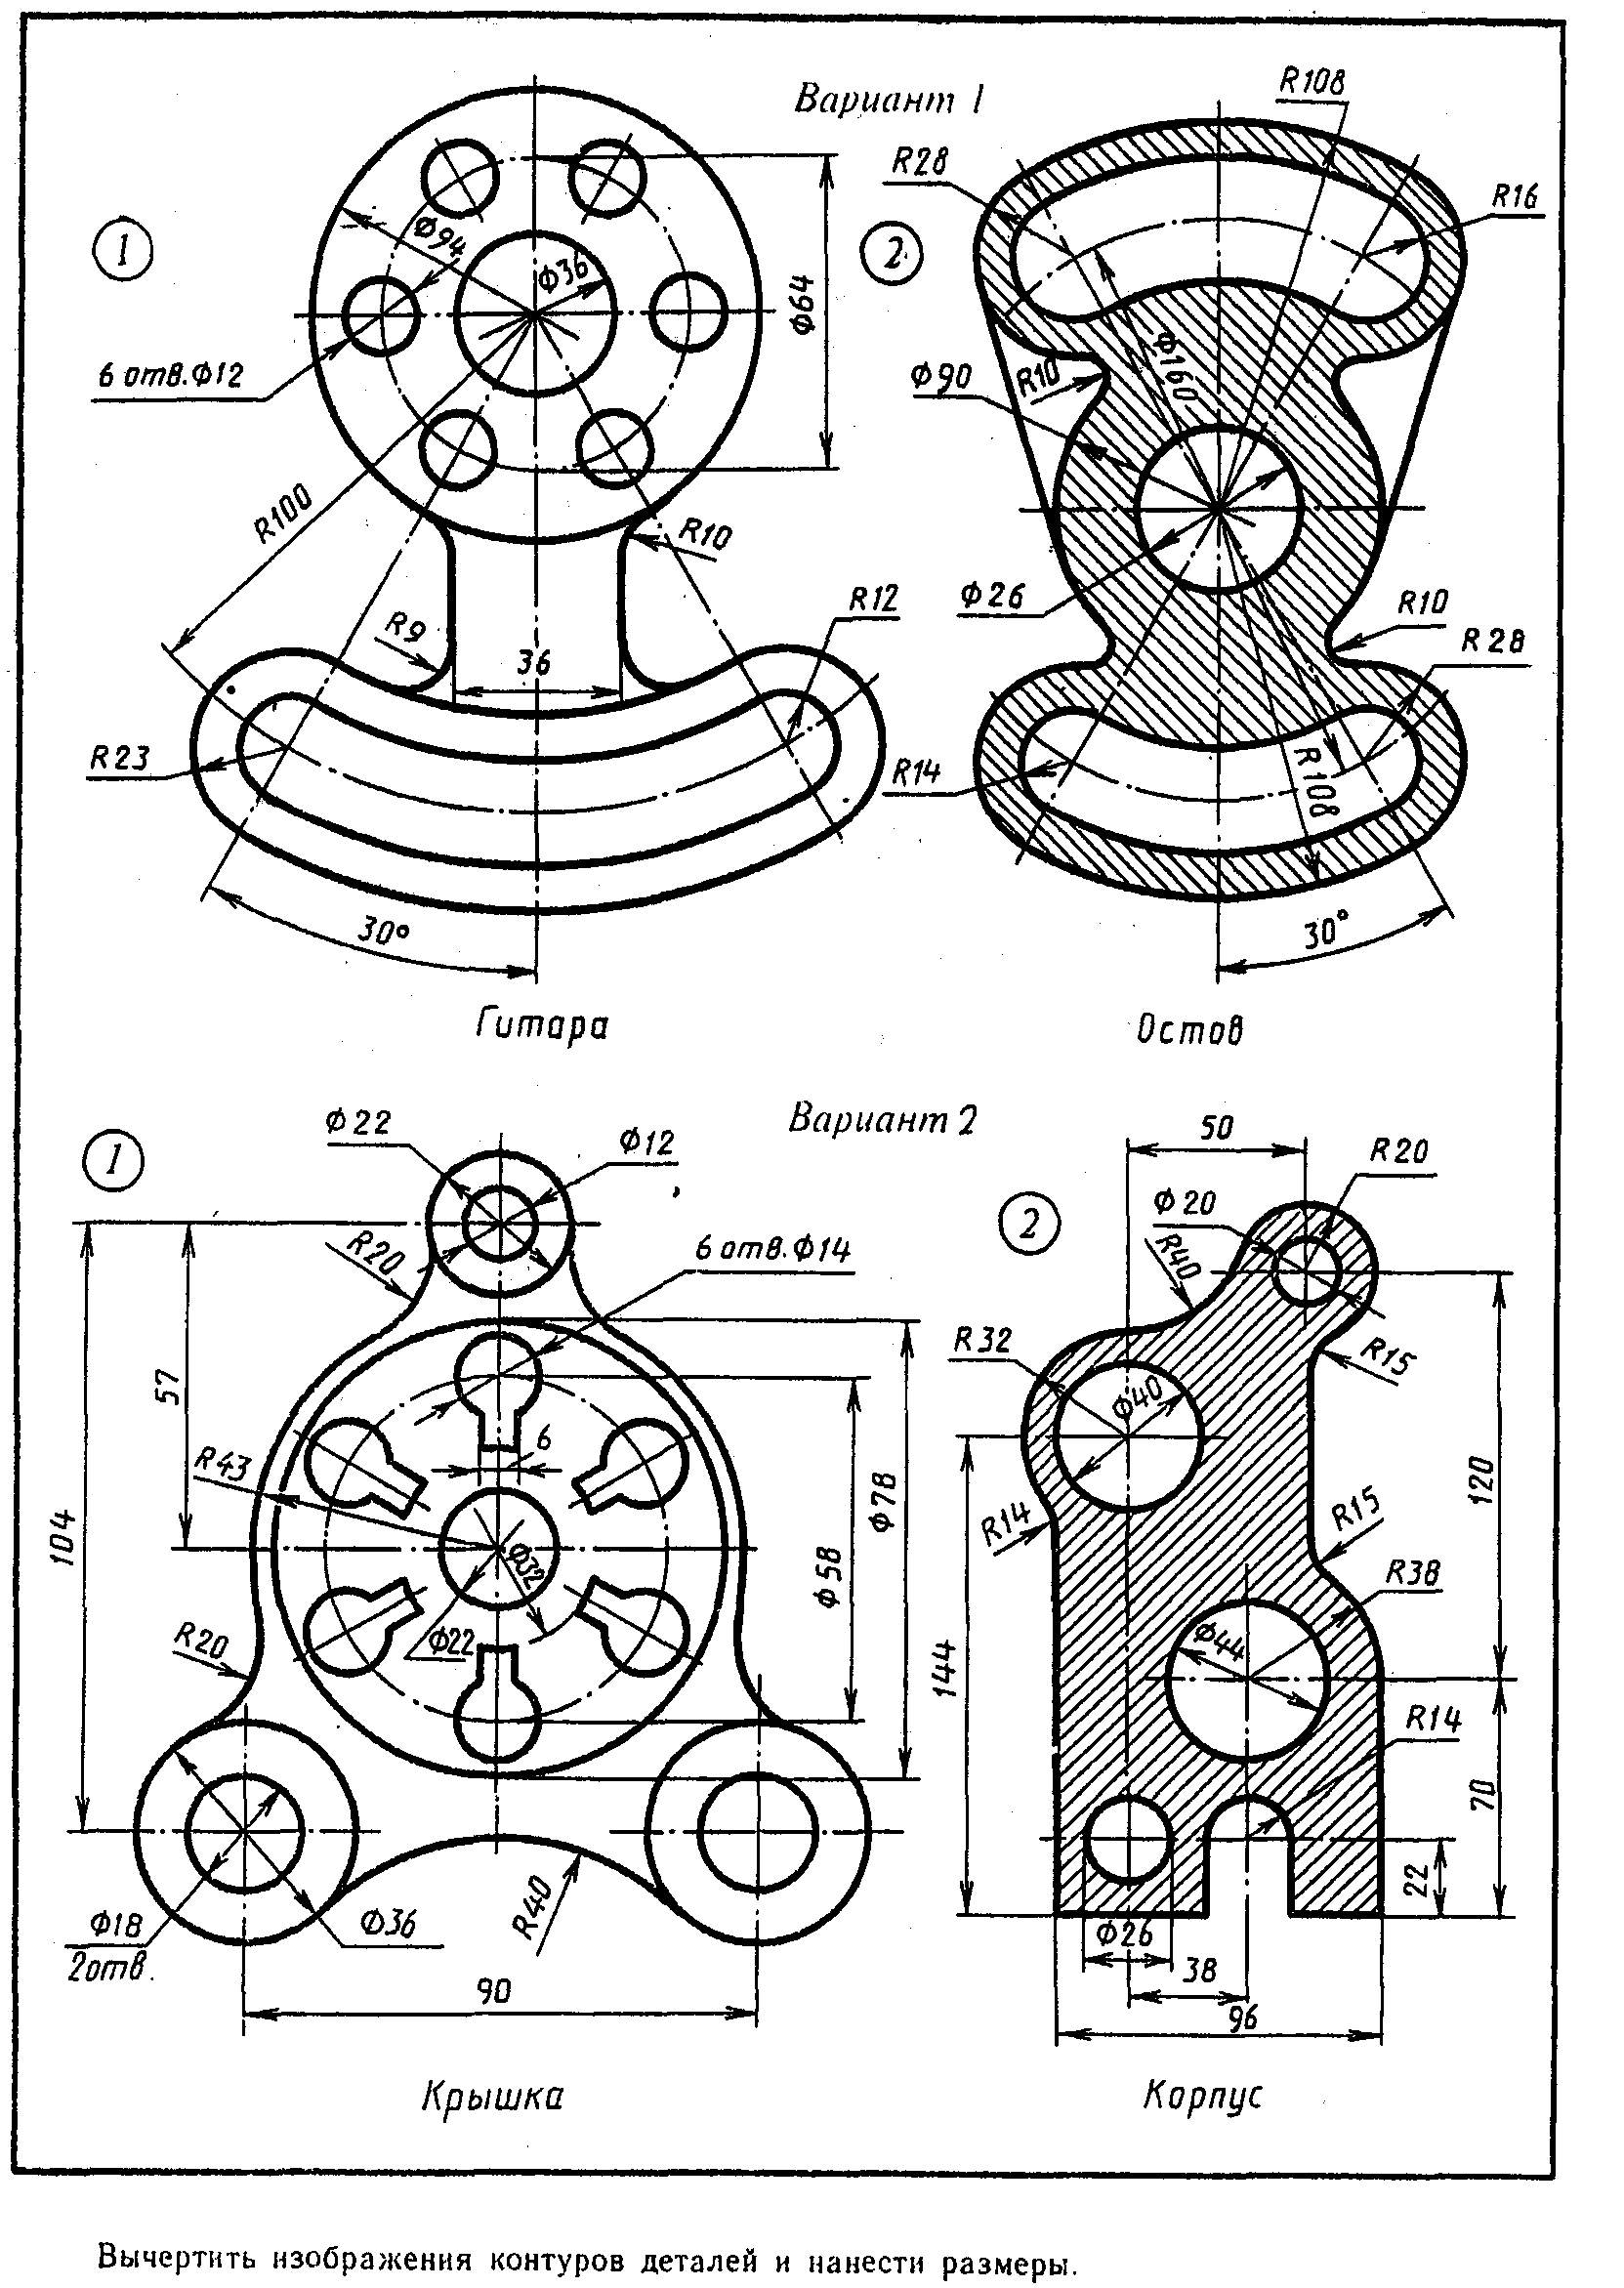 Вариант 1
1
Ф94
Ф36
Ф64
6 отв. Ф12
R100
R10
R9
36
R12
R23
30°
Гитара
2
R108
R28
R16
Ф90
R10
Ф160
Ф26
R10
R28
R14
R108
30°
Остов
Вариант 2
1
Ф22
Ф12
R20
6 отв. Ф14
57
R43
104
6
Ф78
Ф58
Ф32
Ф22
R20
Ф18
2отв.
Ф36
R40
90
Крышка
2
50
R20
Ф20
R40
R32
Ф40
R15
R14
120
R15
R38
Ф44
144
R14
70
22
Ф26
38
96
Корпус
Вычертить изображения контуров деталей и нанести размеры.